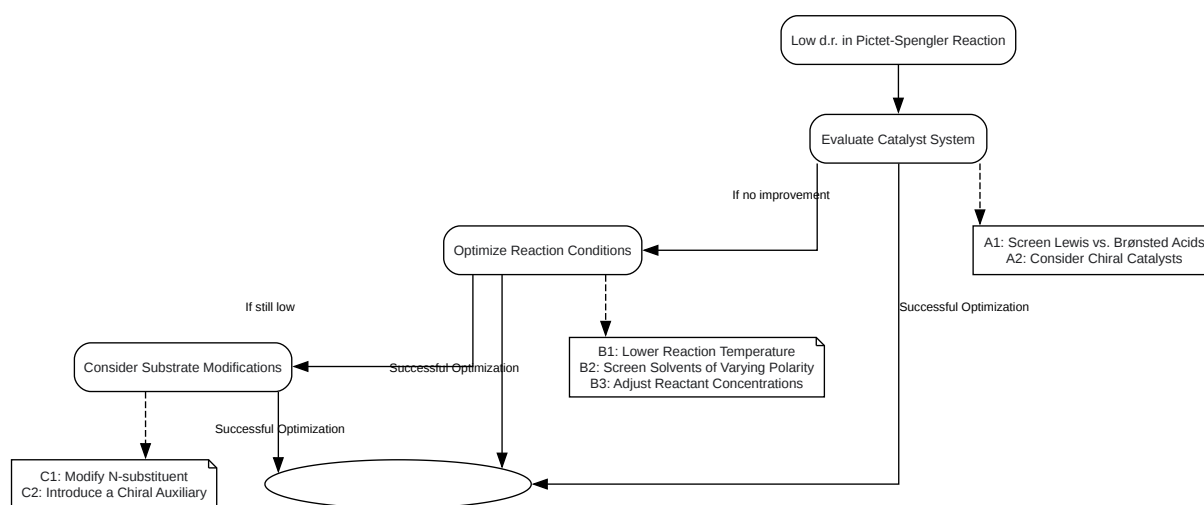 Low d.r. in Pictet-Spengler Reaction
Evaluate Catalyst System
If no improvement
A1: Screen Lewis vs. Brønsted Acids
A2: Consider Chiral Catalysts
Optimize Reaction Conditions
If still low
Successful Optimization
B1: Lower Reaction Temperature
B2: Screen Solvents of Varying Polarity
B3: Adjust Reactant Concentrations
Consider Substrate Modifications
Successful Optimization
Successful Optimization
C1: Modify N-substituent
C2: Introduce a Chiral Auxiliary